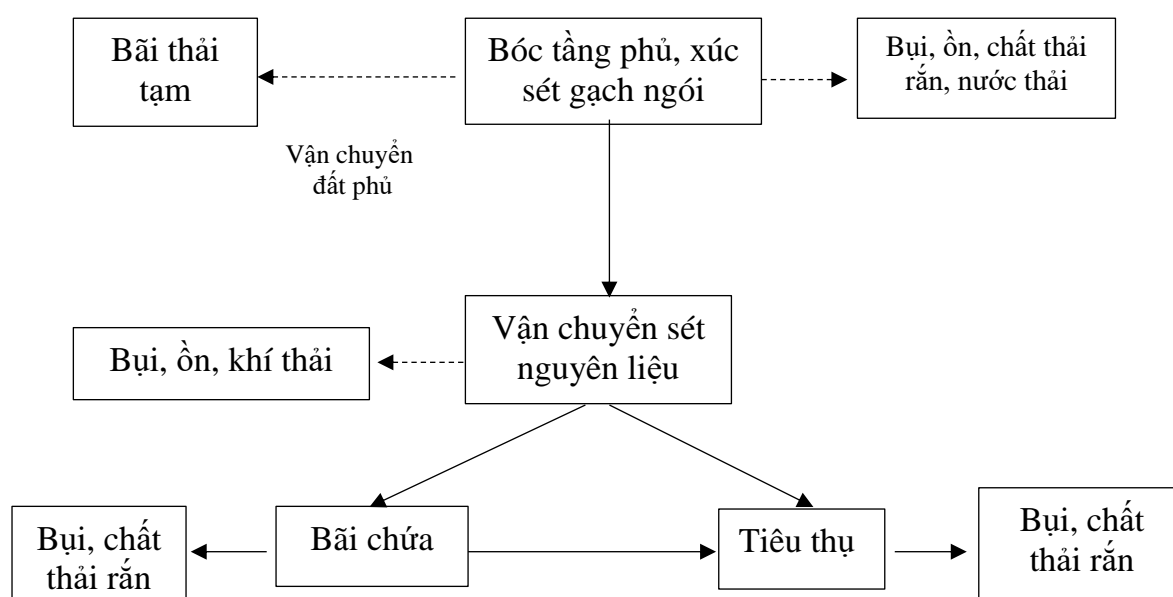 Bãi thải
tạm
Bóc tầng phủ, xúc
sét gạch ngói
Bụi, ồn, chất thải
rắn, nước thải
Vận chuyển
đất phủ
Vận chuyển sét
nguyên liệu
Bụi, ồn, khí thải
Bụi, chất
thải rắn
Bãi chứa
Tiêu thụ
Bụi, chất
thải rắn